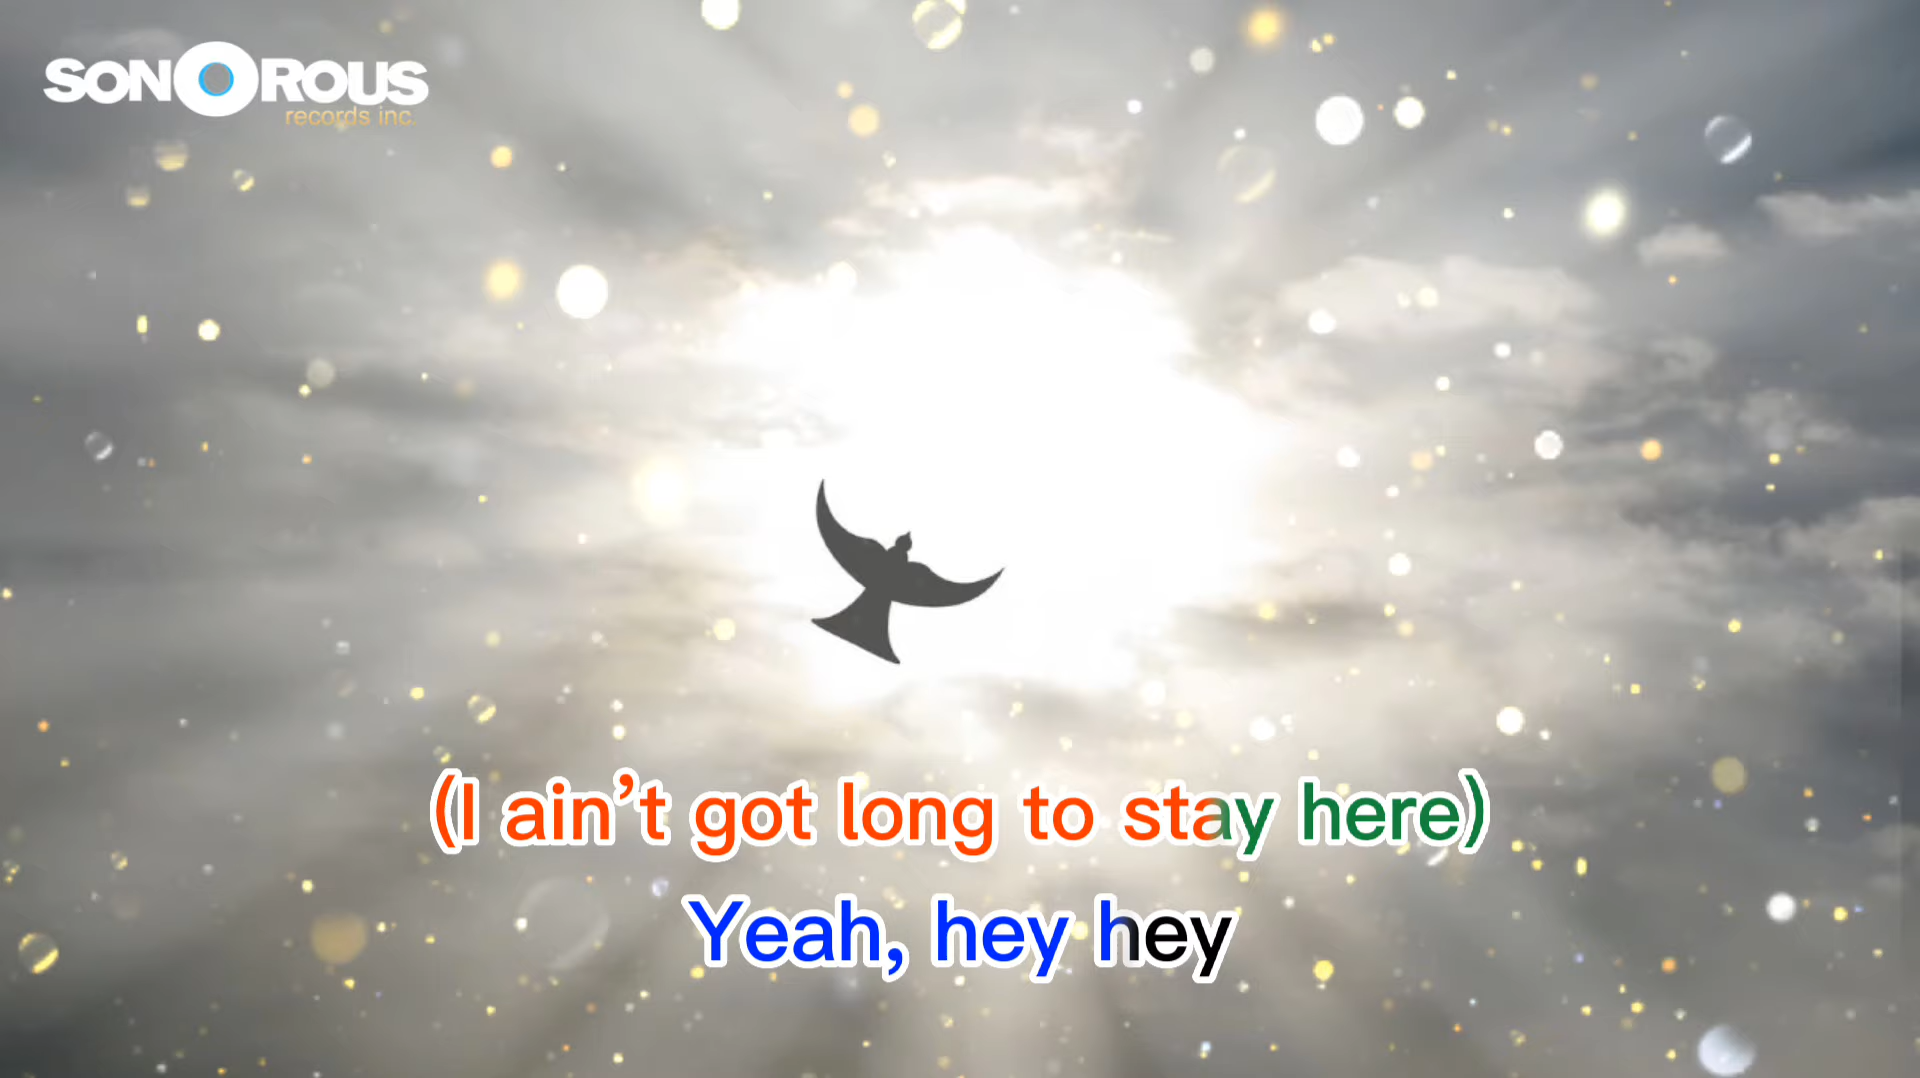 SONOROUS
records inc.
(I ain’t got long to stay here)
Yeah, hey hey